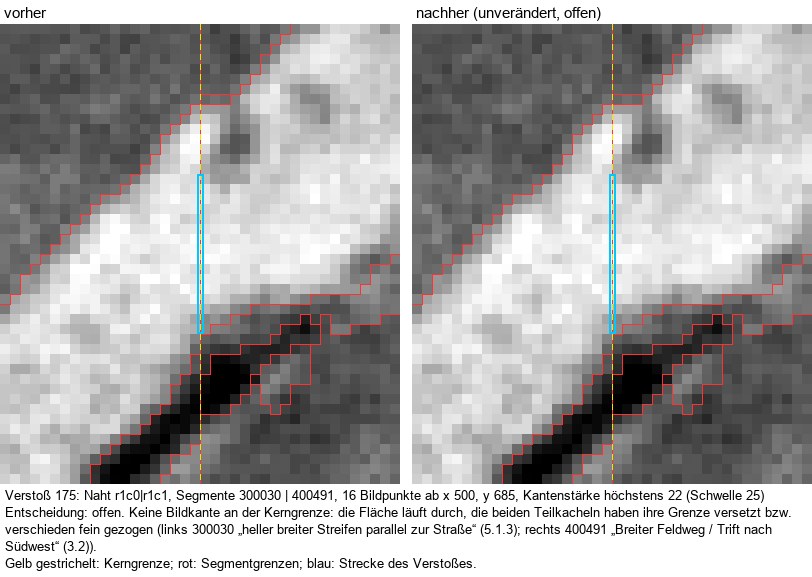 vorher
nachher (unverändert, offen)
Verstoß 175: Naht r1c0|r1c1, Segmente 300030 | 400491, 16 Bildpunkte ab x 500, y 685, Kantenstärke höchstens 22 (Schwelle 25)
Entscheidung: offen. Keine Bildkante an der Kerngrenze: die Fläche läuft durch, die beiden Teilkacheln haben ihre Grenze versetzt bzw.
verschieden fein gezogen (links 300030 „heller breiter Streifen parallel zur Straße“ (5.1.3); rechts 400491 „Breiter Feldweg / Trift nach
Südwest“ (3.2)).
Gelb gestrichelt: Kerngrenze; rot: Segmentgrenzen; blau: Strecke des Verstoßes.